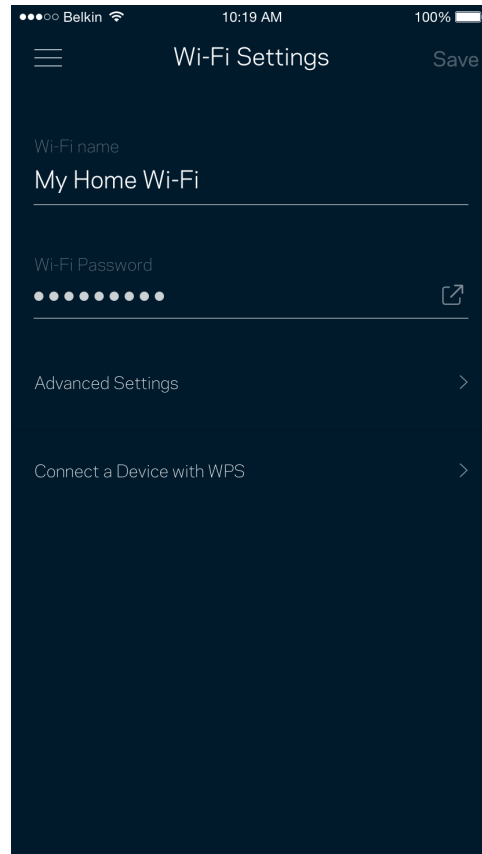 Belkin 10:19 AM 100%
Wi-Fi Settings Save
Wi-Fi name
My Home Wi-Fi
Wi-Fi Password
●●●●●●●●●
Advanced Settings
Connect a Device with WPS